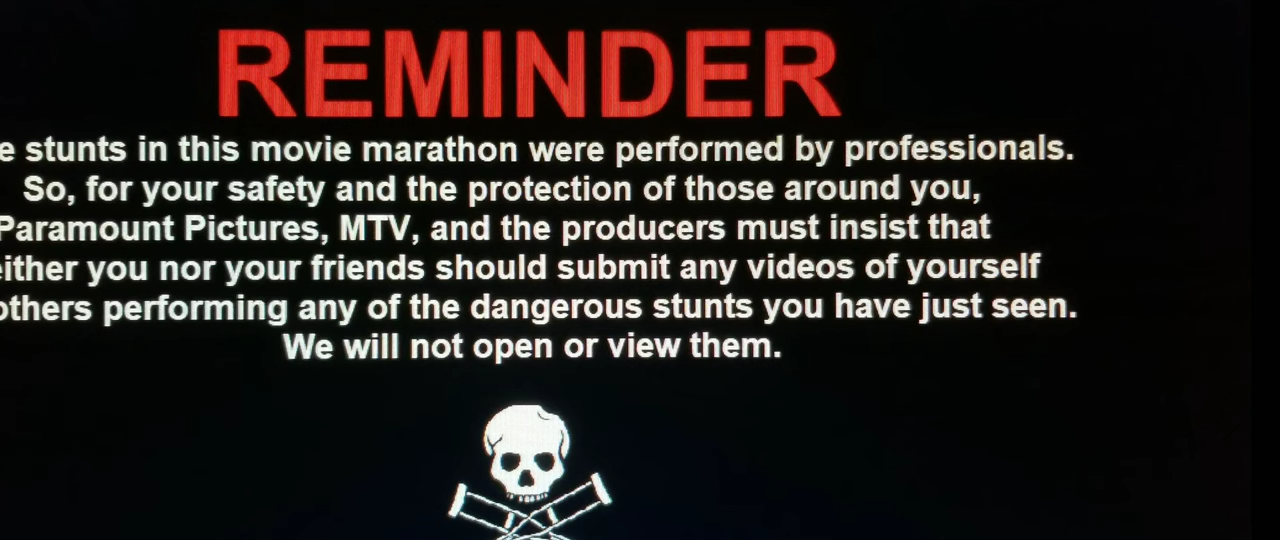 REMINDER
e stunts in this movie marathon were performed by professionals.
So, for your safety and the protection of those around you,
Paramount Pictures, MTV, and the producers must insist that
either you nor your friends should submit any videos of yourself
others performing any of the dangerous stunts you have just seen.
We will not open or view them.